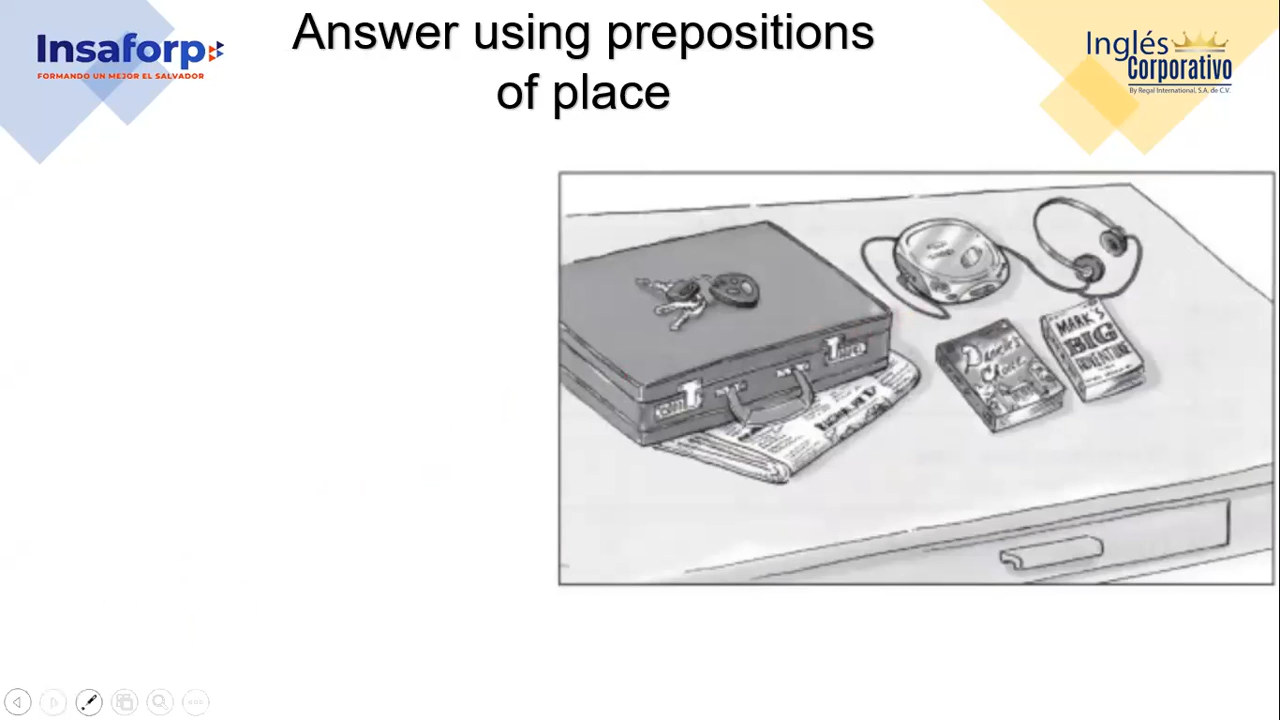 Answer using prepositions
of place
Insaforp
FORMANDO UN MEJOR EL SALVADOR
Inglés
Corporativo
By Regal International, S.A. de C.V.
MARK'S
BIG
ADVENTURE